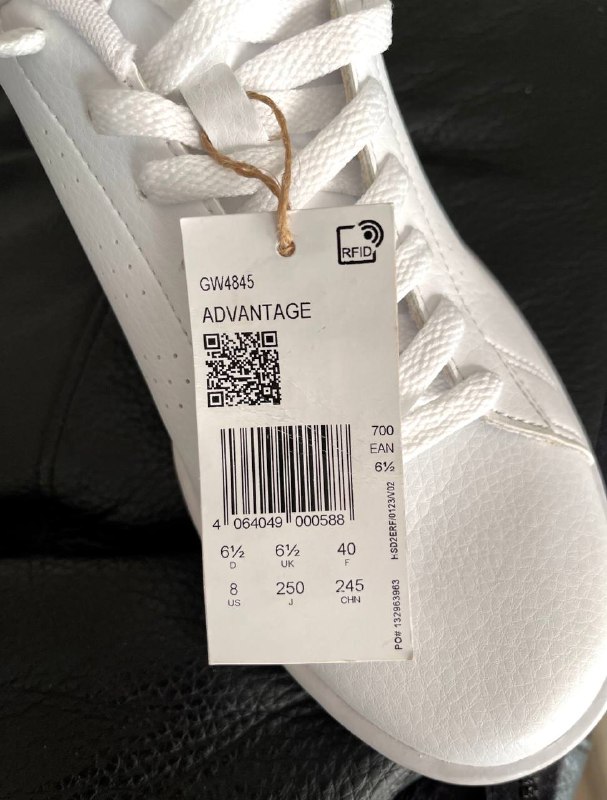 RFID
GW4845
ADVANTAGE
700
EAN
6½
4 064049 000588
6½ 6½ 40
D UK F
8 250 245
US J CHN
HSD2ERF/0123/V02
PO# 132963963